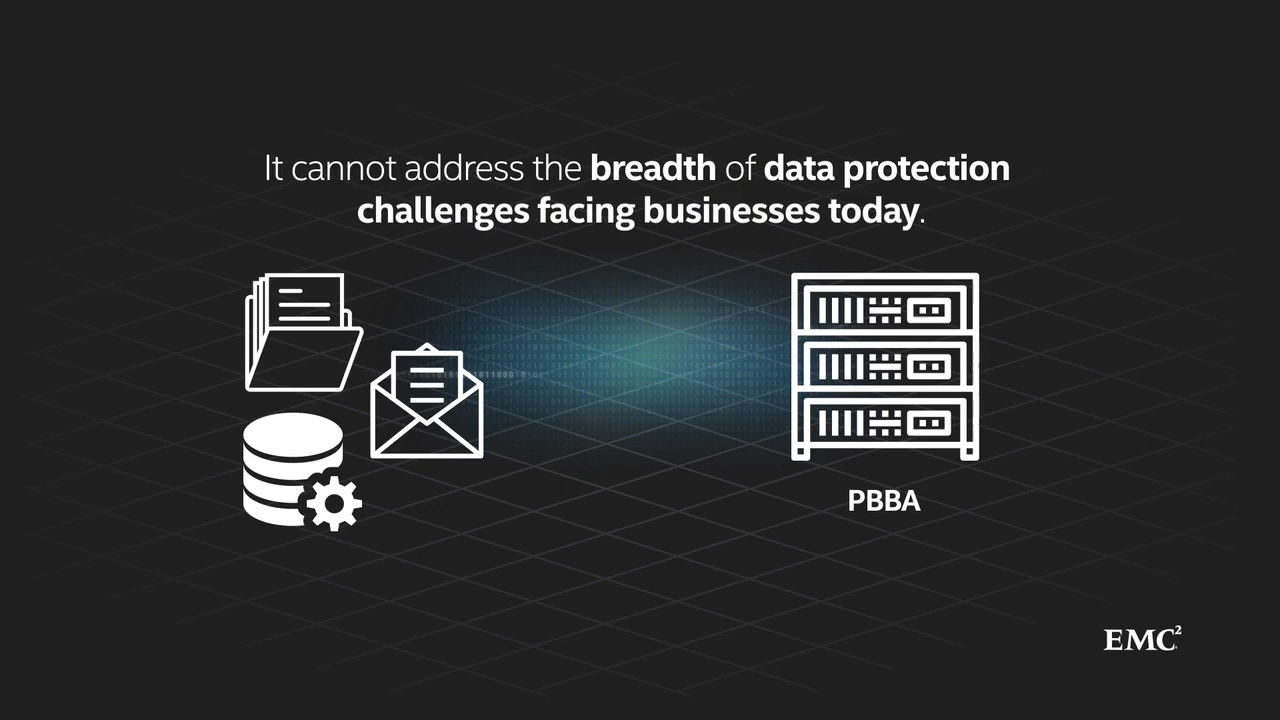 It cannot address the breadth of data protection
challenges facing businesses today.
PBBA
EMC²